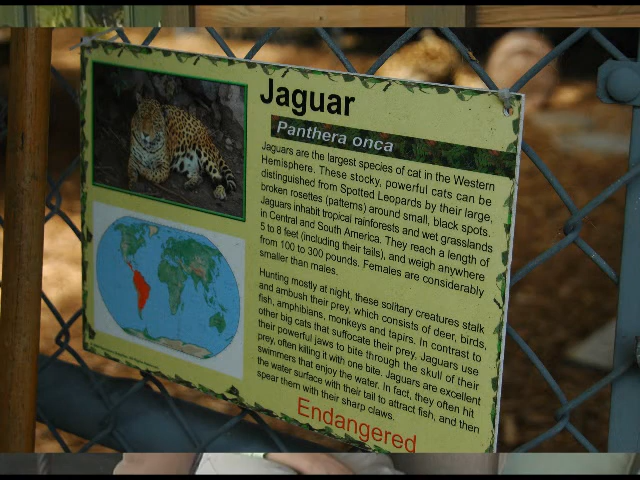 Jaguar
Panthera onca
Jaguars are the largest species of cat in the Western
Hemisphere. These stocky, powerful cats can be
distinguished from Spotted Leopards by their large,
broken rosettes (patterns) around small, black spots.
Jaguars inhabit tropical rainforests and wet grasslands
in Central and South America. They reach a length of
5 to 8 feet (including their tails), and weigh anywhere
from 100 to 300 pounds. Females are considerably
smaller than males.
Hunting mostly at night, these solitary creatures stalk
and ambush their prey, which consists of deer, birds,
fish, amphibians, monkeys and tapirs. In contrast to
other big cats that suffocate their prey, Jaguars use
their powerful jaws to bite through the skull of their
prey, often killing it with one bite. Jaguars are excellent
swimmers that enjoy the water. In fact, they often hit
the water surface with their tail to attract fish, and then
spear them with their sharp claws.
Endangered